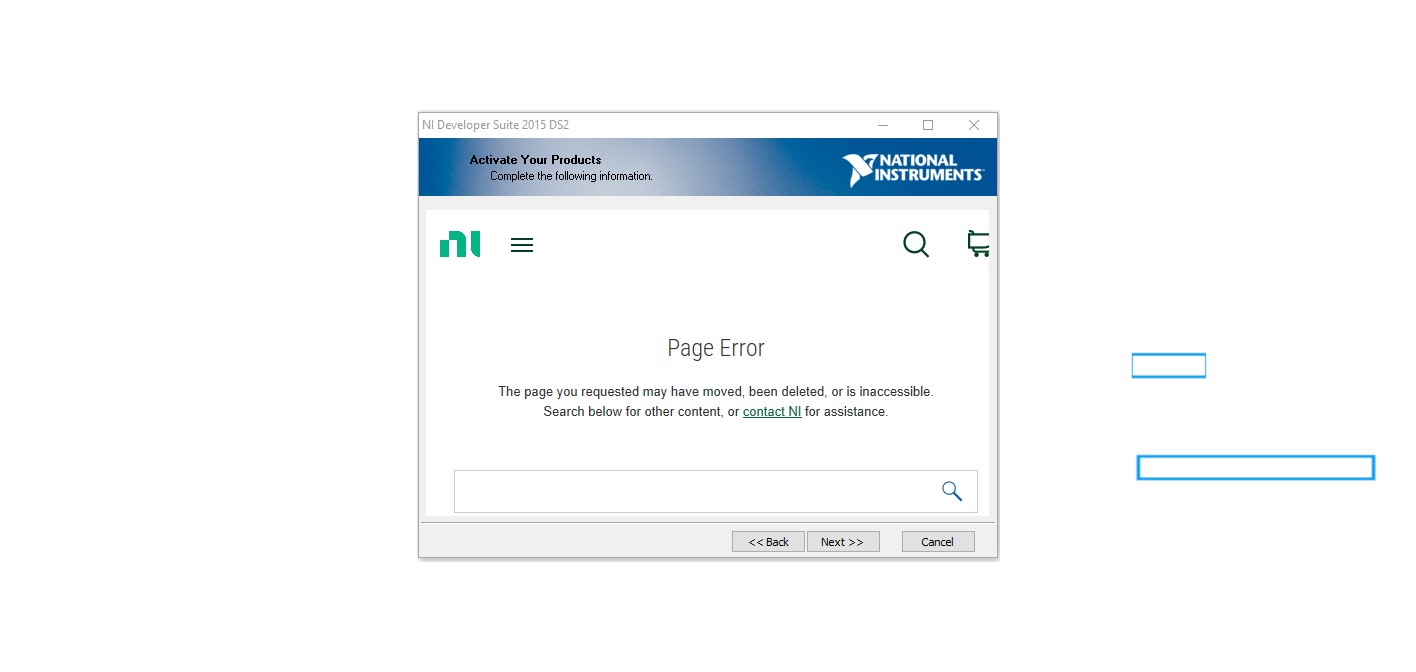 NI Developer Suite 2015 DS2
Activate Your Products
Complete the following information.
NATIONAL
INSTRUMENTS
ni
Page Error
The page you requested may have moved, been deleted, or is inaccessible.
Search below for other content, or contact NI for assistance.
<< Back
Next >>
Cancel